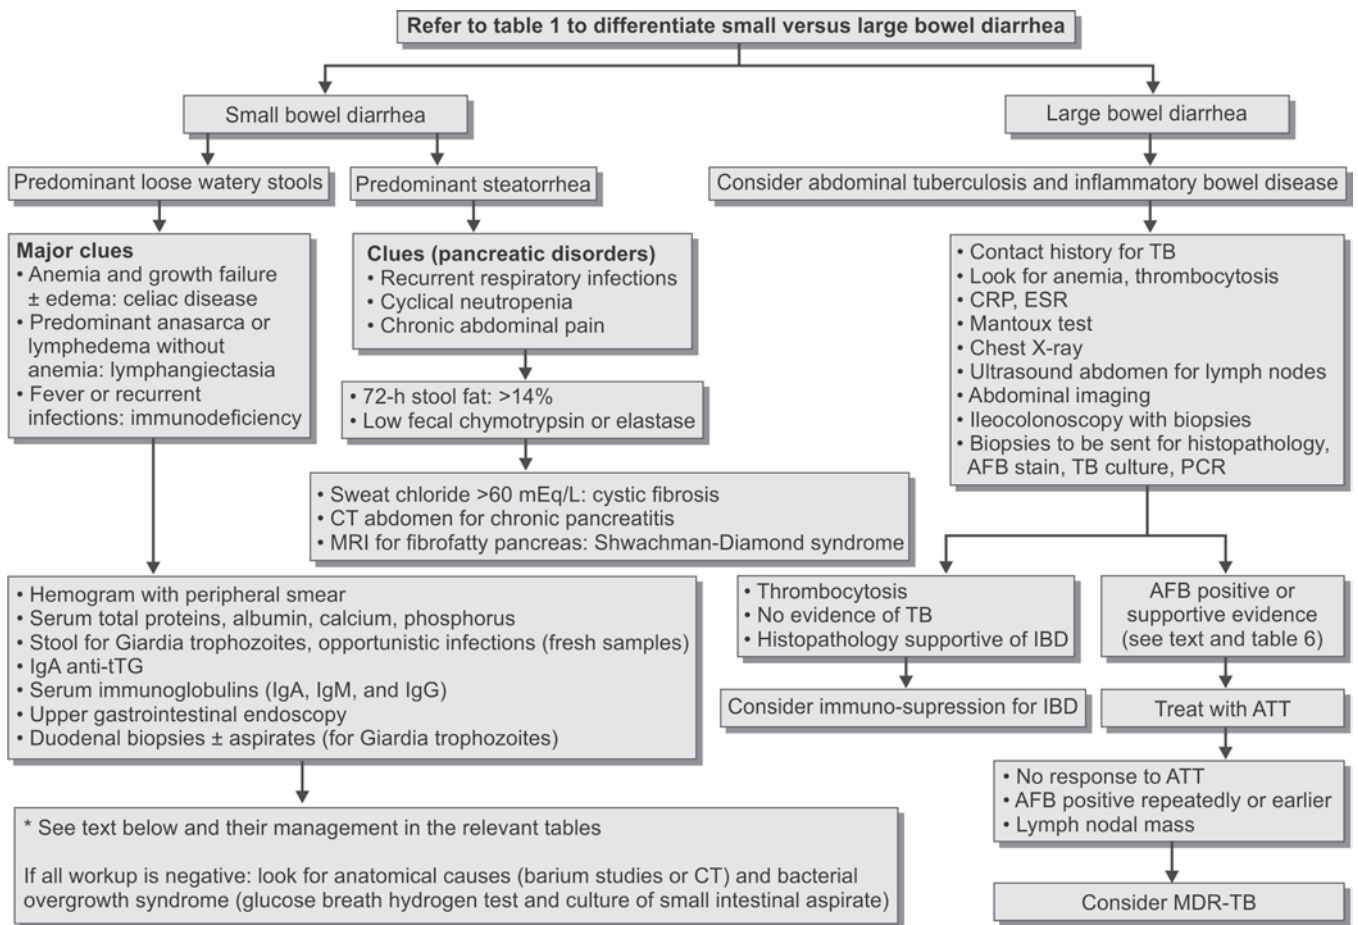 Refer to table 1 to differentiate small versus large bowel diarrhea
Small bowel diarrhea
Large bowel diarrhea
Predominant loose watery stools
Predominant steatorrhea
Consider abdominal tuberculosis and inflammatory bowel disease
Major clues
• Anemia and growth failure
± edema: celiac disease
• Predominant anasarca or
lymphedema without
anemia: lymphangiectasia
• Fever or recurrent
infections: immunodeficiency
Clues (pancreatic disorders)
• Recurrent respiratory infections
• Cyclical neutropenia
• Chronic abdominal pain
• Contact history for TB
• Look for anemia, thrombocytosis
• CRP, ESR
• Mantoux test
• Chest X-ray
• Ultrasound abdomen for lymph nodes
• Abdominal imaging
• Ileocolonoscopy with biopsies
• Biopsies to be sent for histopathology,
AFB stain, TB culture, PCR
• 72-h stool fat: >14%
• Low fecal chymotrypsin or elastase
• Sweat chloride >60 mEq/L: cystic fibrosis
• CT abdomen for chronic pancreatitis
• MRI for fibrofatty pancreas: Shwachman-Diamond syndrome
• Hemogram with peripheral smear
• Serum total proteins, albumin, calcium, phosphorus
• Stool for Giardia trophozoites, opportunistic infections (fresh samples)
• IgA anti-tTG
• Serum immunoglobulins (IgA, IgM, and IgG)
• Upper gastrointestinal endoscopy
• Duodenal biopsies ± aspirates (for Giardia trophozoites)
• Thrombocytosis
• No evidence of TB
• Histopathology supportive of IBD
AFB positive or
supportive evidence
(see text and table 6)
Consider immuno-supression for IBD
Treat with ATT
• No response to ATT
• AFB positive repeatedly or earlier
• Lymph nodal mass
Consider MDR-TB
* See text below and their management in the relevant tables
If all workup is negative: look for anatomical causes (barium studies or CT) and bacterial
overgrowth syndrome (glucose breath hydrogen test and culture of small intestinal aspirate)